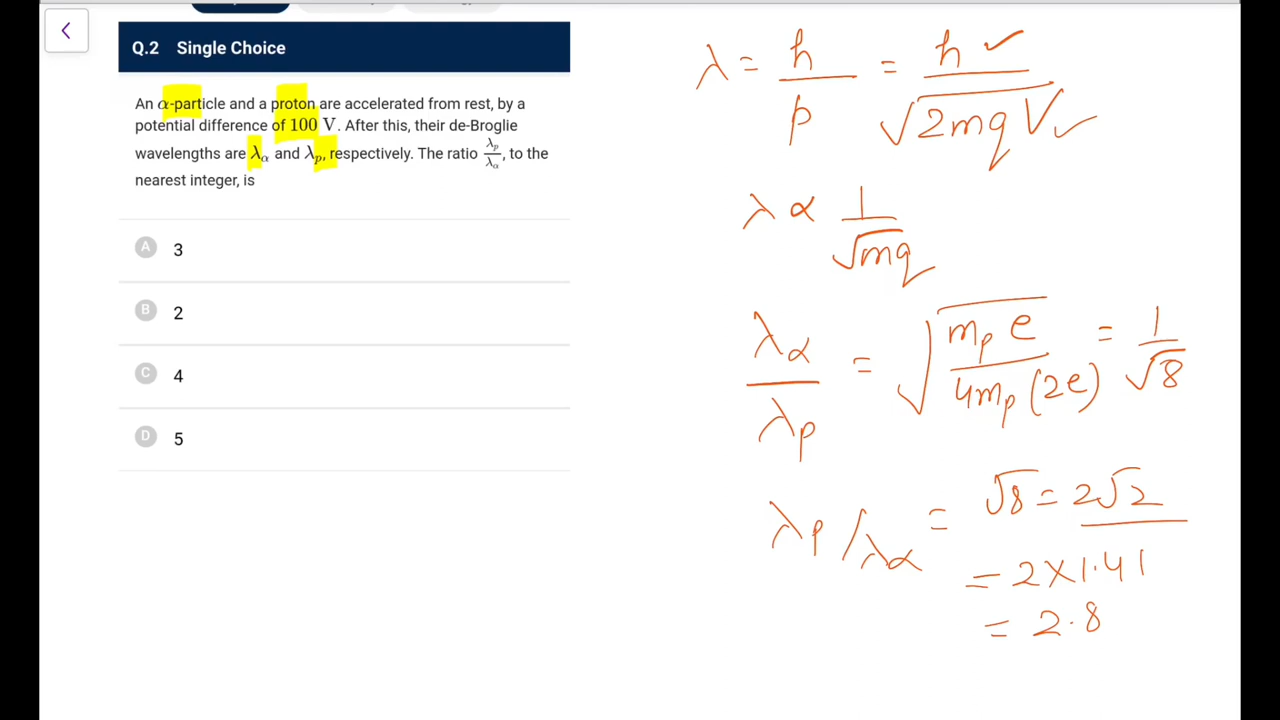 Q.2 Single Choice
An α-particle and a proton are accelerated from rest, by a
potential difference of 100 V. After this, their de-Broglie
wavelengths are λα and λp, respectively. The ratio λp/λα, to the
nearest integer, is
A 3
B 2
C 4
D 5
λ = h/p = h/√(2mqV)
λ ∝ 1/√(mq)
λα/λp = √(mp e/4mp(2e)) = 1/√8
λp/λα = √8 = 2√2
= 2×1.41
= 2.8